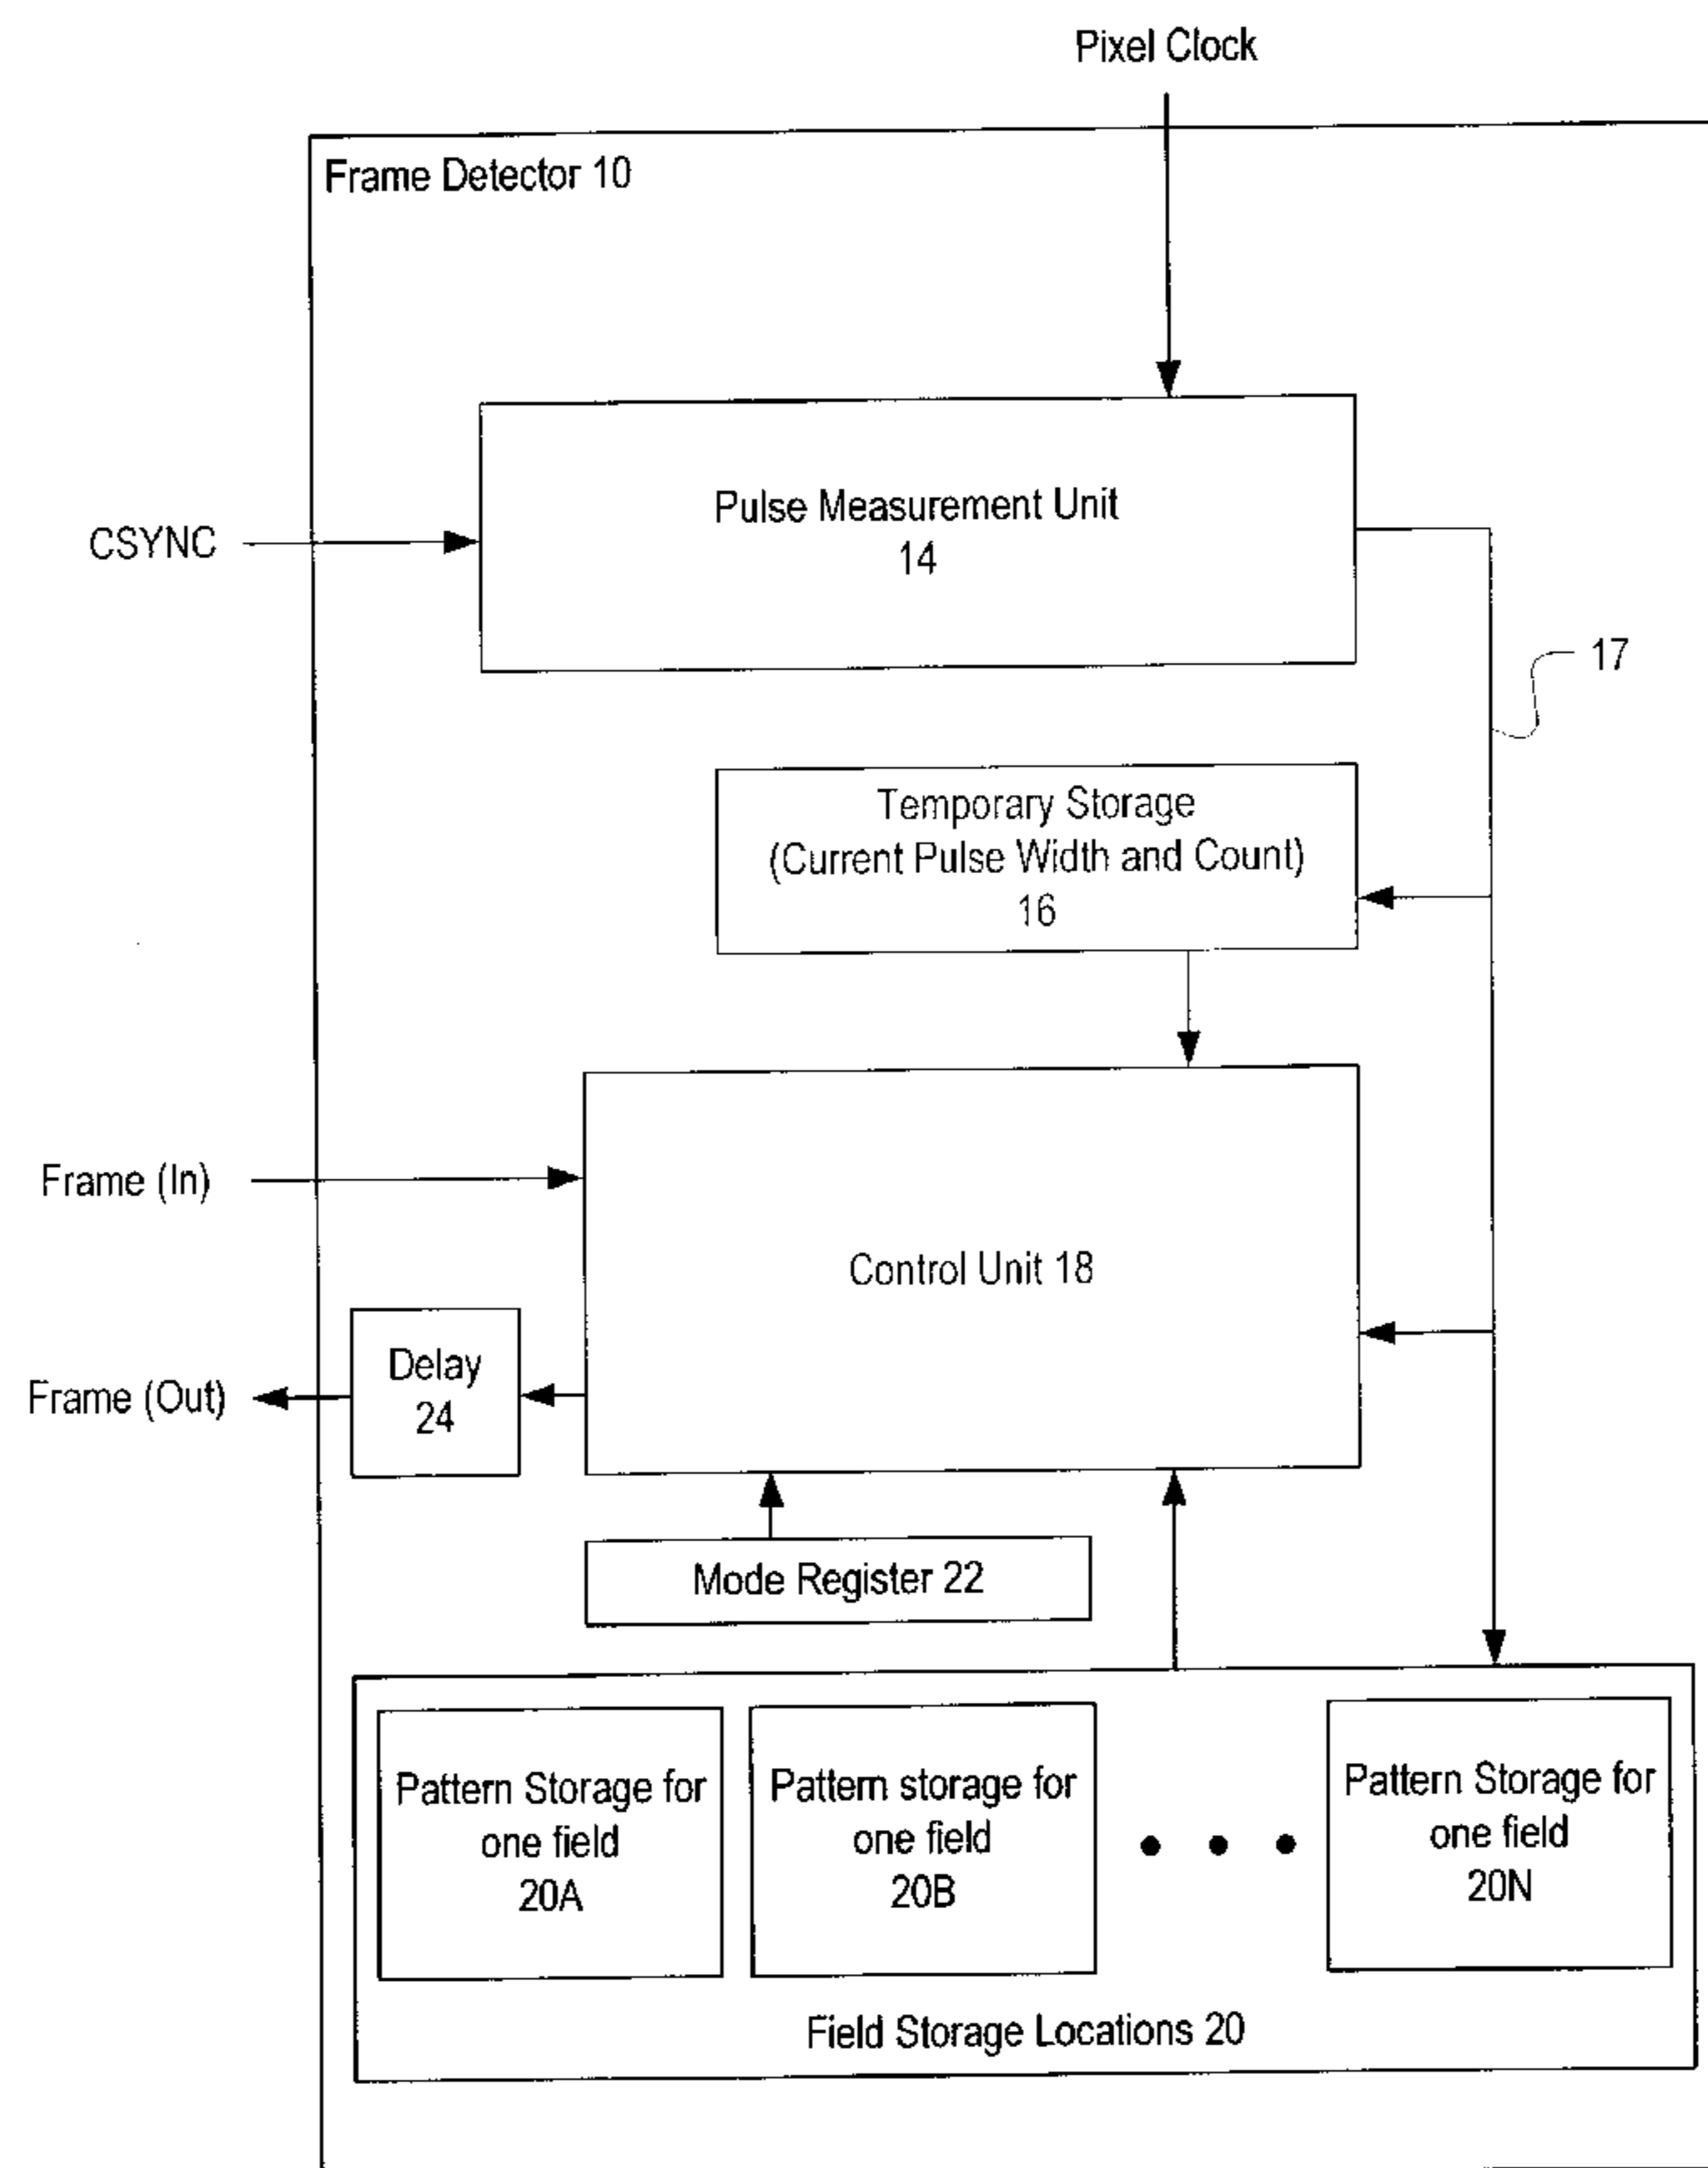 Pixel Clock
Frame Detector 10
Pulse Measurement Unit
14
CSYNC
17
Temporary Storage
(Current Pulse Width and Count)
16
Frame (In)
Control Unit 18
Delay
24
Frame (Out)
Mode Register 22
Pattern Storage for
one field
20A
Pattern storage for
one field
20B
Pattern Storage for
one field
20N
Field Storage Locations 20